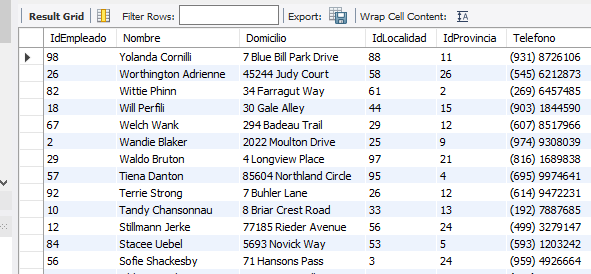 Result Grid Filter Rows: Export: Wrap Cell Content:
IdEmpleado Nombre Domicilio IdLocalidad IdProvincia Telefono
98 Yolanda Cornilli 7 Blue Bill Park Drive 88 11 (931) 8726106
26 Worthington Adrienne 45244 Judy Court 58 26 (545) 6212873
82 Wittie Phinn 34 Farragut Way 61 2 (269) 6457485
18 Will Perfili 30 Gale Alley 44 15 (903) 1844590
67 Welch Wank 294 Badeau Trail 29 12 (607) 8517966
2 Wandie Blaker 2022 Moulton Drive 25 9 (974) 9308039
29 Waldo Bruton 4 Longview Place 97 21 (816) 1689838
57 Tiena Danton 85604 Northland Circle 95 4 (695) 9974641
92 Terrie Strong 7 Buhler Lane 26 12 (614) 9472231
10 Tandy Chansonnau 8 Briar Crest Road 33 13 (192) 7887685
12 Stillmann Jerke 77185 Rieder Avenue 56 24 (499) 3279147
84 Stacee Uebel 5693 Novick Way 53 5 (593) 1203242
56 Sofie Shackesby 71 Hansons Pass 3 24 (959) 4926664